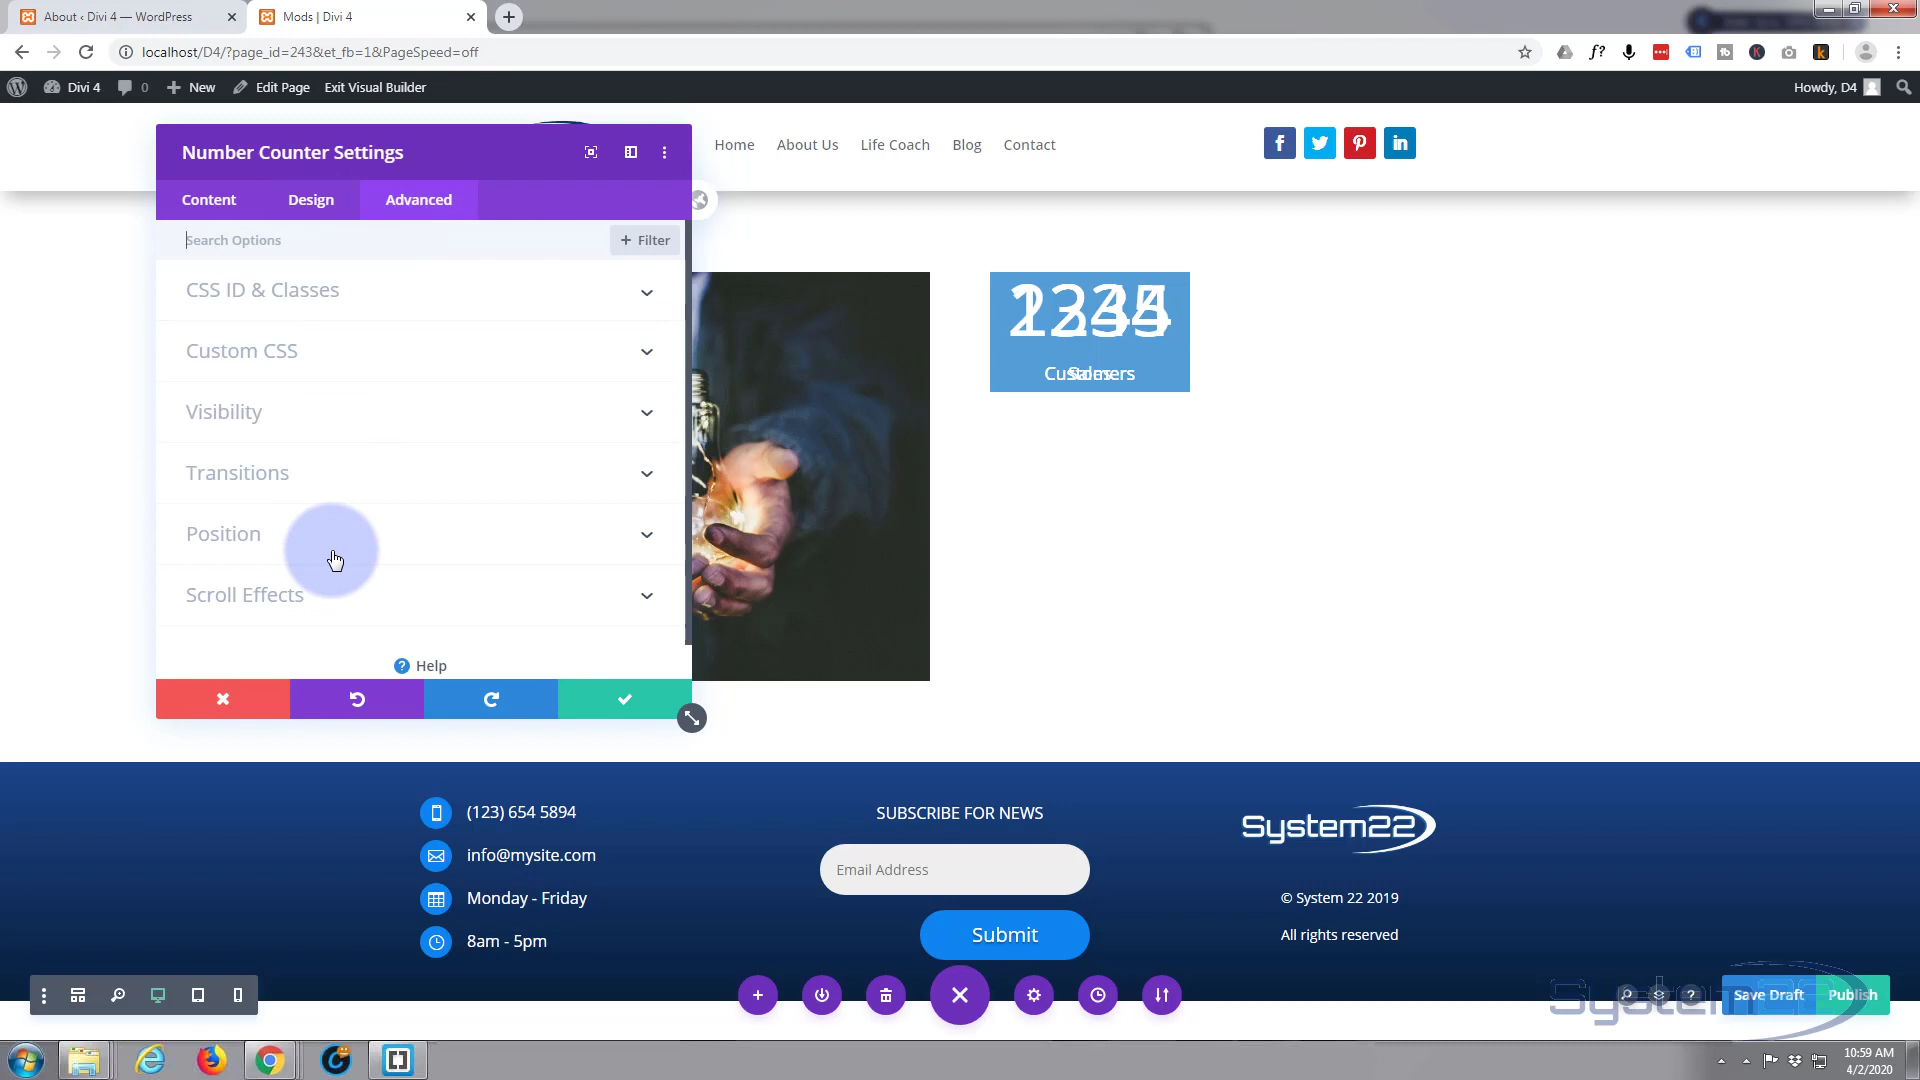 About ‹ Divi 4 — WordPress
Mods | Divi 4
localhost/D4/?page_id=243&et_fb=1&PageSpeed=off
Divi 4
0
New
Edit Page
Exit Visual Builder
Howdy, D4
Number Counter Settings
Home
About Us
Life Coach
Blog
Contact
Content
Design
Advanced
Search Options
+ Filter
CSS ID & Classes
Custom CSS
Visibility
Transitions
Position
Scroll Effects
Help
Customers
(123) 654 5894
info@mysite.com
Monday - Friday
8am - 5pm
SUBSCRIBE FOR NEWS
Email Address
Submit
System22
© System 22 2019
All rights reserved
System22
Save Draft
Publish
10:59 AM
4/2/2020